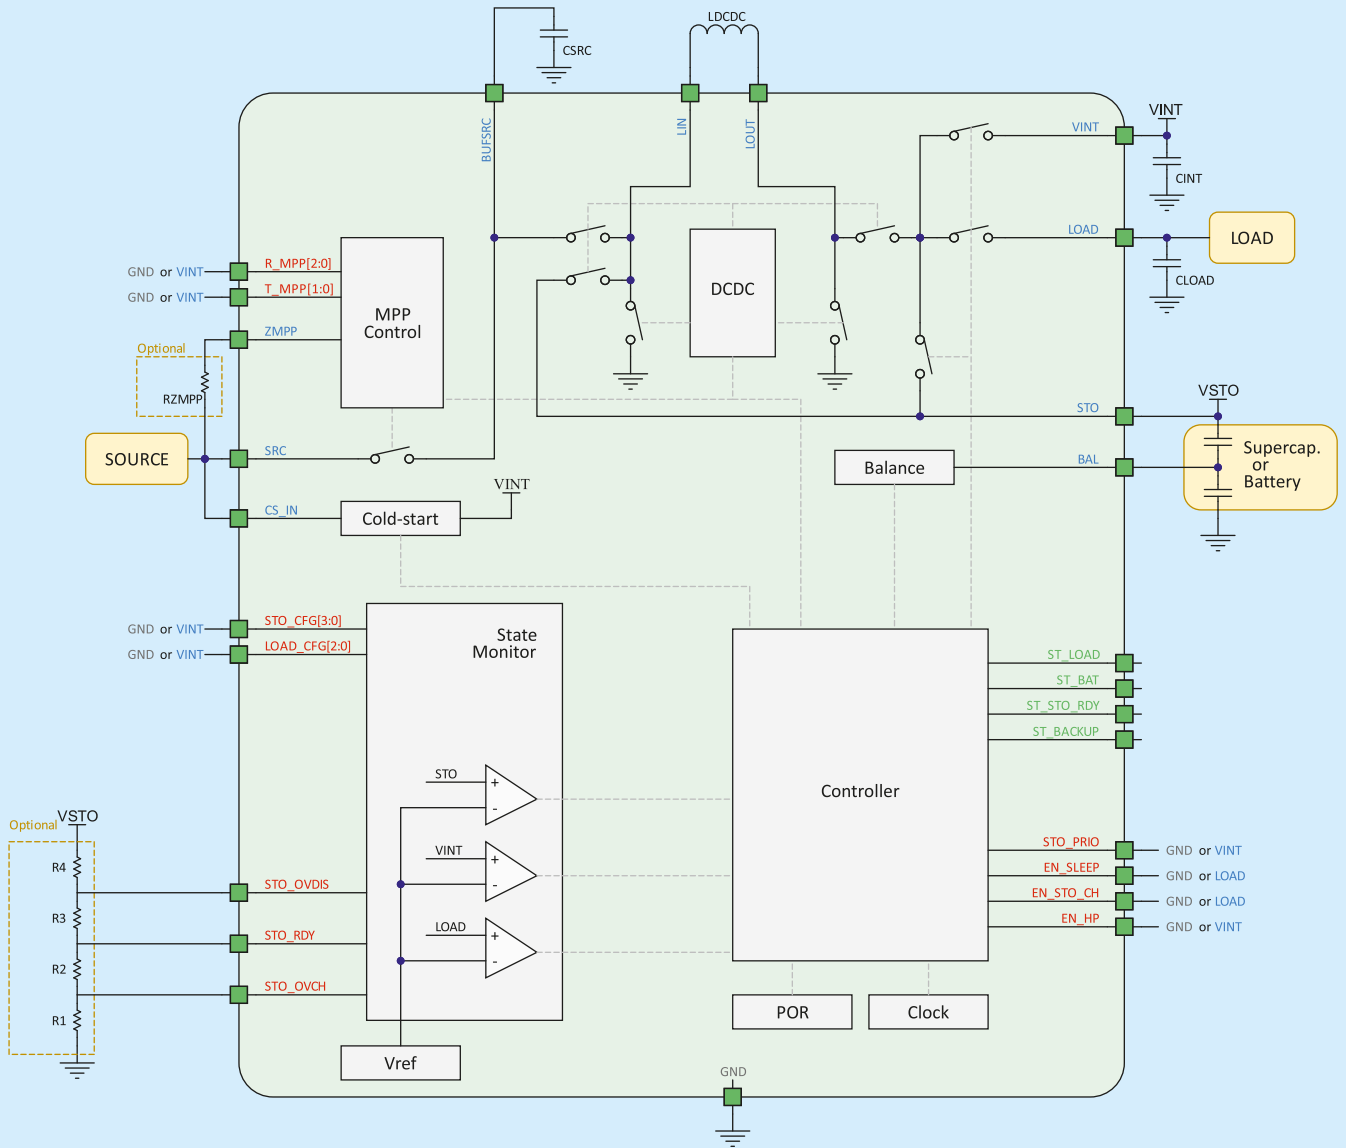 LDCDC
CSRC
BUFSRC
LIN
LOUT
VINT
VINT
CINT
LOAD
LOAD
CLOAD
GND or VINT
R_MPP[2:0]
GND or VINT
T_MPP[1:0]
ZMPP
MPP
Control
DCDC
Optional
RZMPP
SOURCE
SRC
VSTO
STO
BAL
Balance
Supercap.
or
Battery
CS_IN
Cold-start
VINT
GND or VINT
STO_CFG[3:0]
GND or VINT
LOAD_CFG[2:0]
State
Monitor
STO
+
-
VINT
+
-
LOAD
+
-
Controller
ST_LOAD
ST_BAT
ST_STO_RDY
ST_BACKUP
STO_PRIO
GND or VINT
EN_SLEEP
GND or LOAD
EN_STO_CH
GND or LOAD
EN_HP
GND or VINT
VSTO
Optional
R4
STO_OVDIS
R3
STO_RDY
R2
STO_OVCH
R1
POR
Clock
Vref
GND